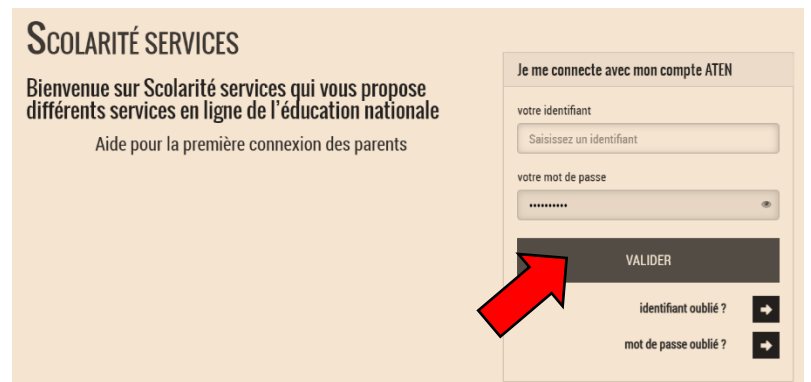 SCOLARITÉ SERVICES
Bienvenue sur Scolarité services qui vous propose
différents services en ligne de l'éducation nationale
Aide pour la première connexion des parents
Je me connecte avec mon compte ATEN
votre identifiant
Saisissez un identifiant
votre mot de passe
••••••••••
VALIDER
identifiant oublié ?
mot de passe oublié ?